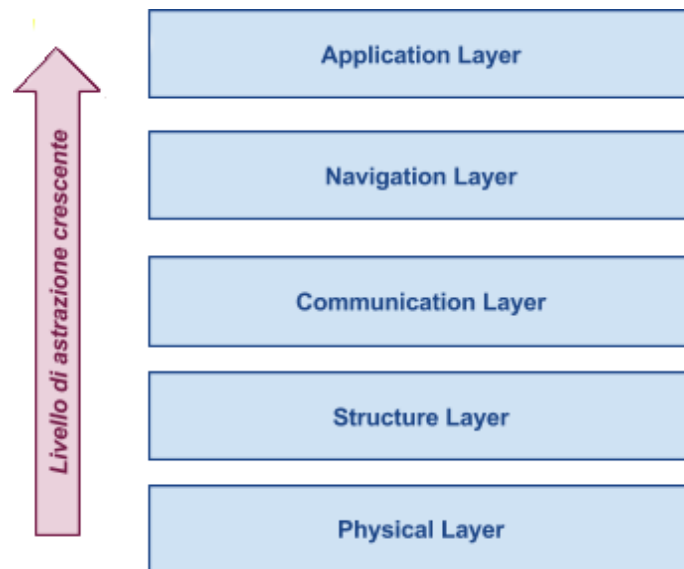 Application Layer
Navigation Layer
Communication Layer
Structure Layer
Physical Layer
Livello di astrazione crescente